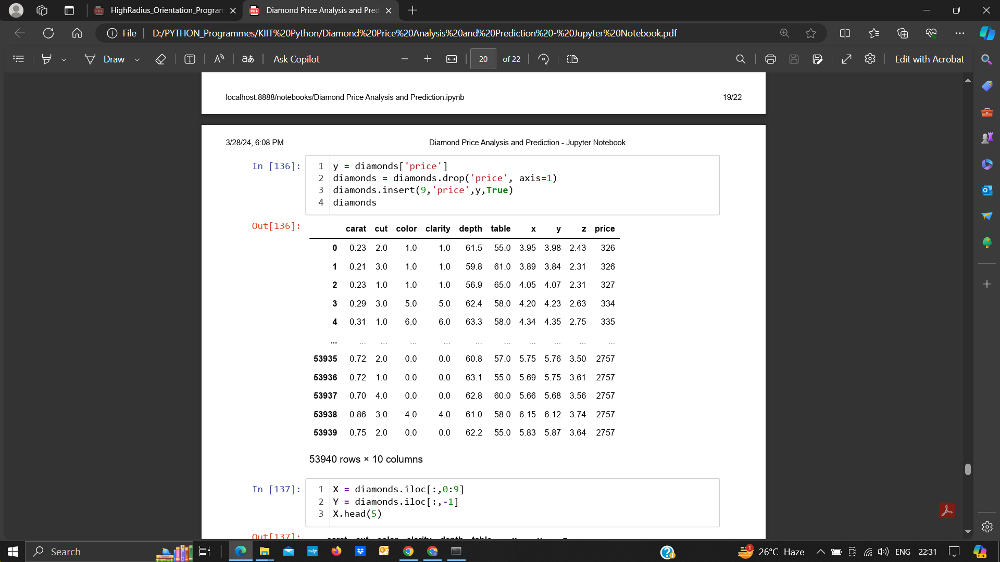 HighRadius_Orientation_Program
Diamond Price Analysis and Pred
File
D:/PYTHON_Programmes/KIIT%20Python/Diamond%20Price%20Analysis%20and%20Prediction%20-%20Jupyter%20Notebook.pdf
Draw
Ask Copilot
20 of 22
Edit with Acrobat
localhost:8888/notebooks/Diamond Price Analysis and Prediction.ipynb 19/22
3/28/24, 6:08 PM Diamond Price Analysis and Prediction - Jupyter Notebook
In [136]: 1 y = diamonds['price']
2 diamonds = diamonds.drop('price', axis=1)
3 diamonds.insert(9,'price',y,True)
4 diamonds
Out[136]: carat cut color clarity depth table x y z price
0 0.23 2.0 1.0 1.0 61.5 55.0 3.95 3.98 2.43 326
1 0.21 3.0 1.0 1.0 59.8 61.0 3.89 3.84 2.31 326
2 0.23 1.0 1.0 1.0 56.9 65.0 4.05 4.07 2.31 327
3 0.29 3.0 5.0 5.0 62.4 58.0 4.20 4.23 2.63 334
4 0.31 1.0 6.0 6.0 63.3 58.0 4.34 4.35 2.75 335
... ... ... ... ... ... ... ... ... ... ...
53935 0.72 2.0 0.0 0.0 60.8 57.0 5.75 5.76 3.50 2757
53936 0.72 1.0 0.0 0.0 63.1 55.0 5.69 5.75 3.61 2757
53937 0.70 4.0 0.0 0.0 62.8 60.0 5.66 5.68 3.56 2757
53938 0.86 3.0 4.0 4.0 61.0 58.0 6.15 6.12 3.74 2757
53939 0.75 2.0 0.0 0.0 62.2 55.0 5.83 5.87 3.64 2757
53940 rows × 10 columns
In [137]: 1 X = diamonds.iloc[:,0:9]
2 Y = diamonds.iloc[:,-1]
3 X.head(5)
Out[137]: carat cut color clarity depth table x y z
Search
26°C Haze
ENG
22:31